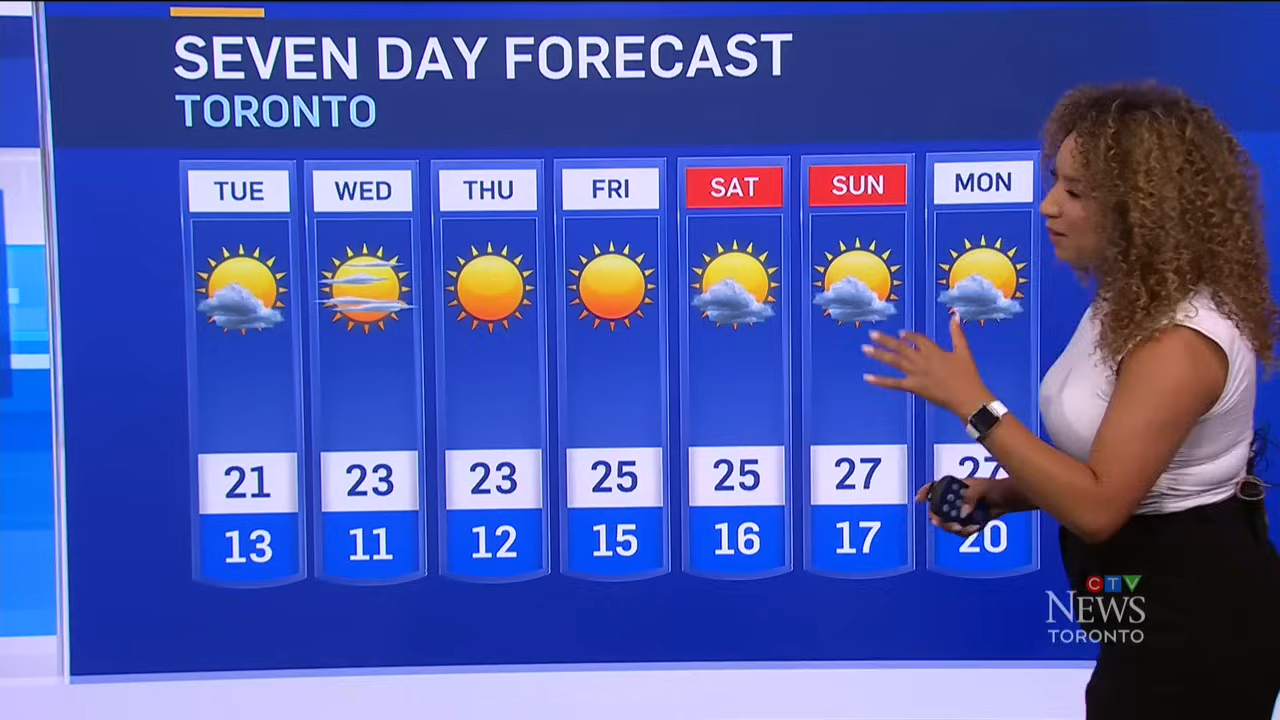 SEVEN DAY FORECAST
TORONTO
TUE WED THU FRI SAT SUN MON
21 23 23 25 25 27 27
13 11 12 15 16 17 20
CTV
NEWS
TORONTO